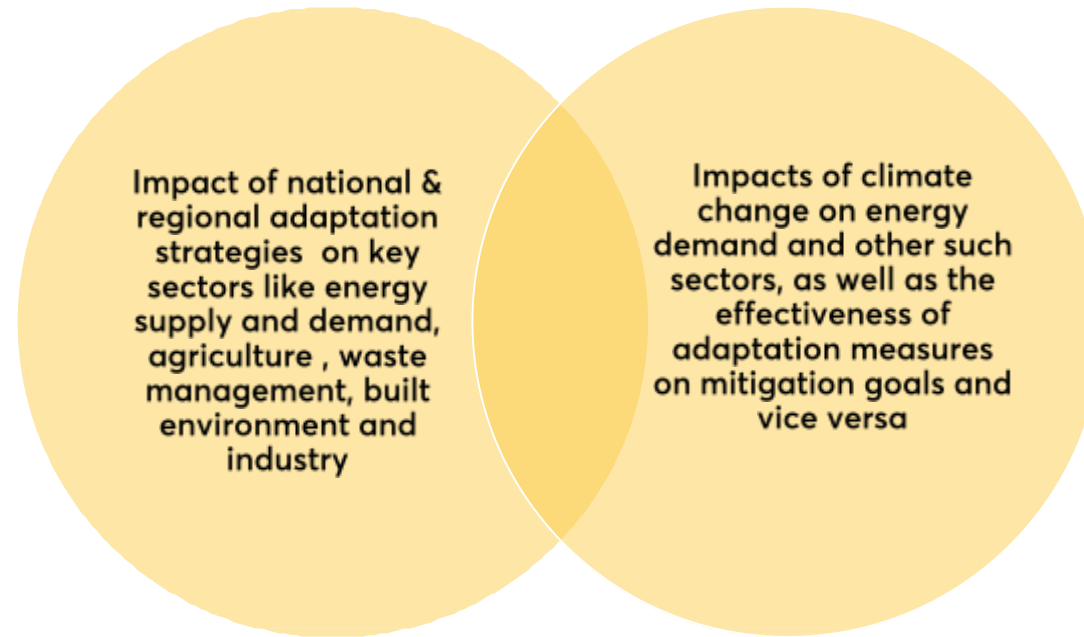 Impact of national &
regional adaptation
strategies  on key
sectors like energy
supply and demand,
agriculture , waste
management, built
environment and
industry
Impacts of climate
change on energy
demand and other such
sectors, as well as the
effectiveness of
adaptation measures
on mitigation goals and
vice versa